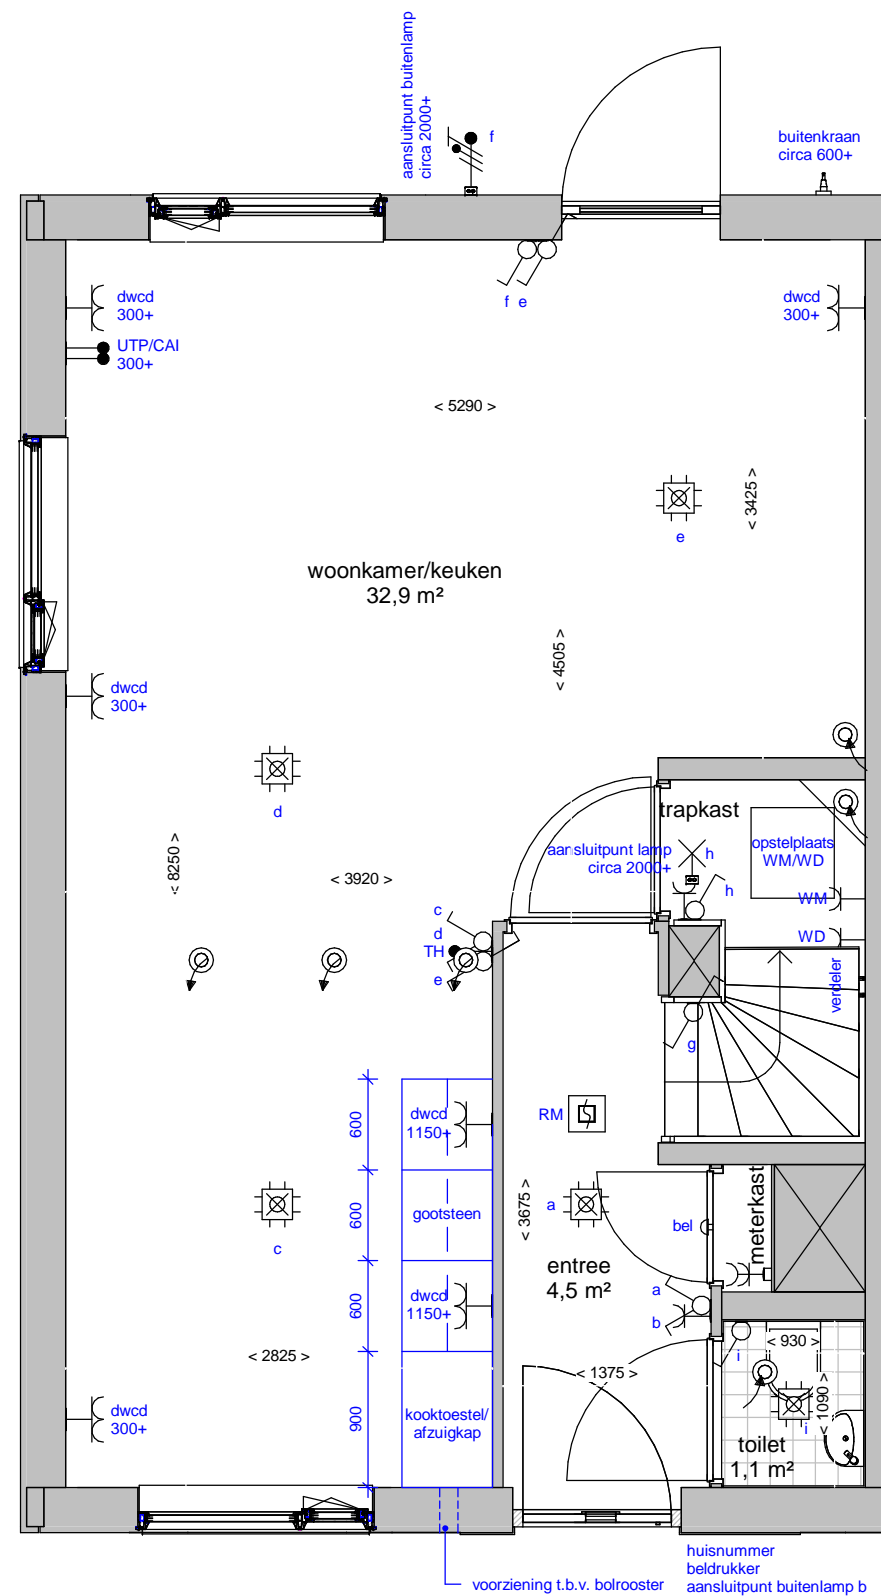 aansluitpunt buitenlamp
circa 2000+
f
buitenkraan
circa 600+
f e
dwcd
300+
dwcd
300+
UTP/CAI
300+
< 5290 >
< 3425 >
e
woonkamer/keuken
32,9 m²
< 4505 >
dwcd
300+
d
trapkast
aansluitpunt lamp
circa 2000+
h
h
opstelplaats
WM/WD
WM
WD
verdeler
< 8250 >
< 3920 >
c
d
TH
e
g
600
dwcd
1150+
RM
600
gootsteen
c
< 3675 >
a
bel
meterkast
entree
4,5 m²
600
dwcd
1150+
a
b
< 2825 >
< 1375 >
i
< 930 >
< 1090 >
i
900
kooktoestel/
afzuigkap
dwcd
300+
toilet
1,1 m²
voorziening t.b.v. bolrooster
huisnummer
beldrukker
aansluitpunt buitenlamp b